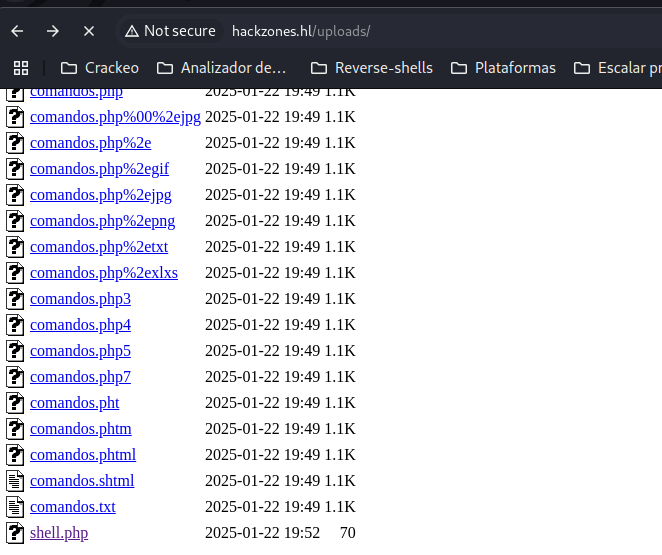 Not secure hackzones.hl/uploads/
Crackeo Analizador de... Reverse-shells Plataformas Escalar pr
comandos.php 2025-01-22 19:49 1.1K
comandos.php%00%2ejpg 2025-01-22 19:49 1.1K
comandos.php%2e 2025-01-22 19:49 1.1K
comandos.php%2egif 2025-01-22 19:49 1.1K
comandos.php%2ejpg 2025-01-22 19:49 1.1K
comandos.php%2epng 2025-01-22 19:49 1.1K
comandos.php%2etxt 2025-01-22 19:49 1.1K
comandos.php%2exlxs 2025-01-22 19:49 1.1K
comandos.php3 2025-01-22 19:49 1.1K
comandos.php4 2025-01-22 19:49 1.1K
comandos.php5 2025-01-22 19:49 1.1K
comandos.php7 2025-01-22 19:49 1.1K
comandos.pht 2025-01-22 19:49 1.1K
comandos.phtm 2025-01-22 19:49 1.1K
comandos.phtml 2025-01-22 19:49 1.1K
comandos.shtml 2025-01-22 19:49 1.1K
comandos.txt 2025-01-22 19:49 1.1K
shell.php 2025-01-22 19:52 70